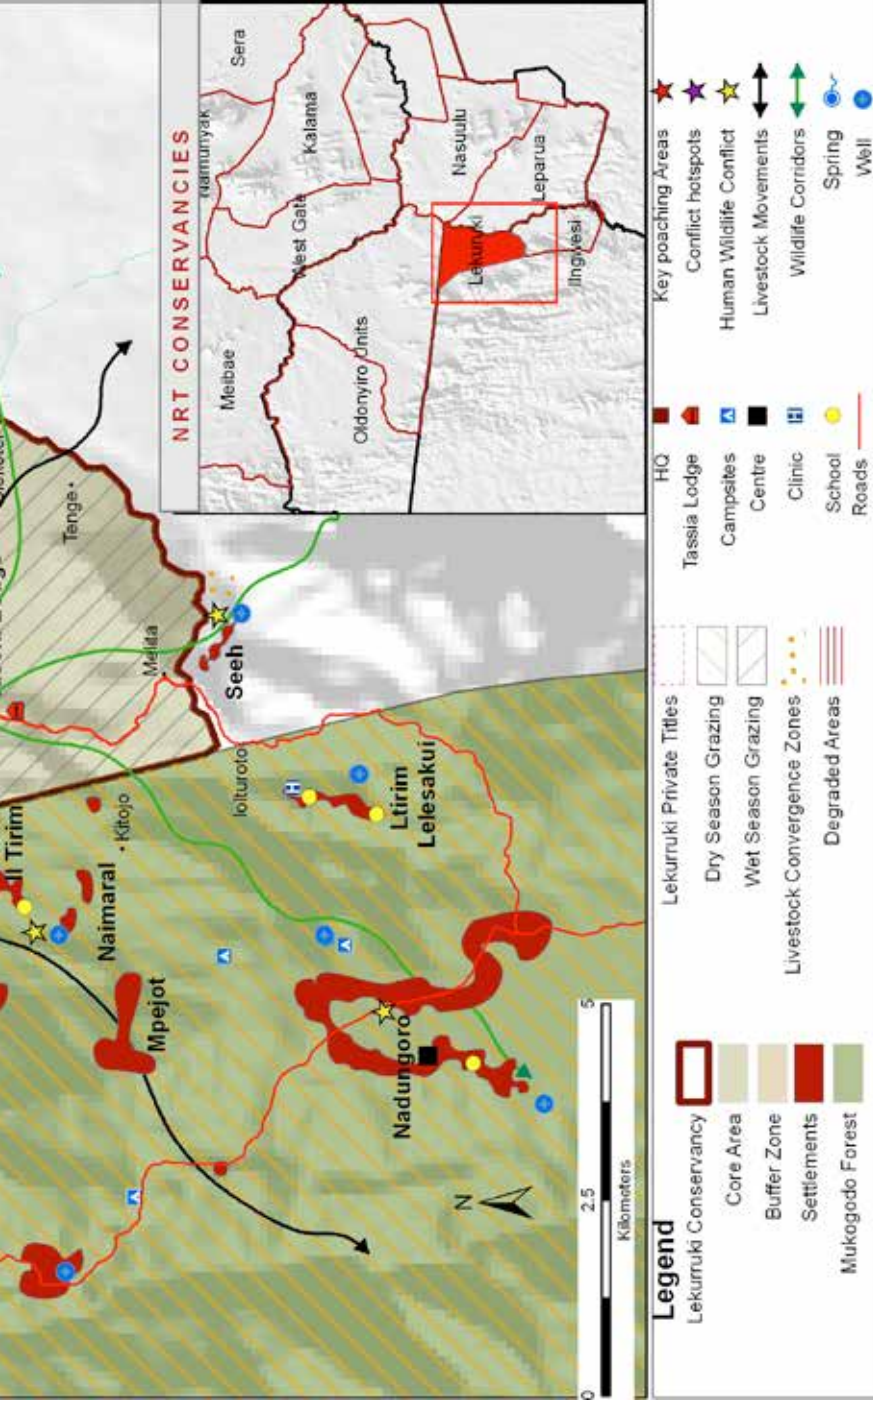 Il Tirim
Naimaral
Kitojo
Mpejot
Tenge
Melita
Seeh
loituroto
Ltirim
Lelesakui
Nadungoro
N
0
2.5
5
Kilometers
NRT CONSERVANCIES
Sera
Namunyak
Kalama
West Gate
Meibae
Nasuulu
Leparua
Lekurruki
IIngwesi
Oldonyiro Units
Legend
Lekurruki Conservancy
Core Area
Buffer Zone
Settlements
Mukogodo Forest
Lekurruki Private Titles
Dry Season Grazing
Wet Season Grazing
Livestock Convergence Zones
Degraded Areas
HQ
Tassia Lodge
Campsites
Centre
H
Clinic
School
Roads
Key poaching Areas
Conflict hotspots
Human Wildlife Conflict
Livestock Movements
Wildlife Corridors
Spring
Well